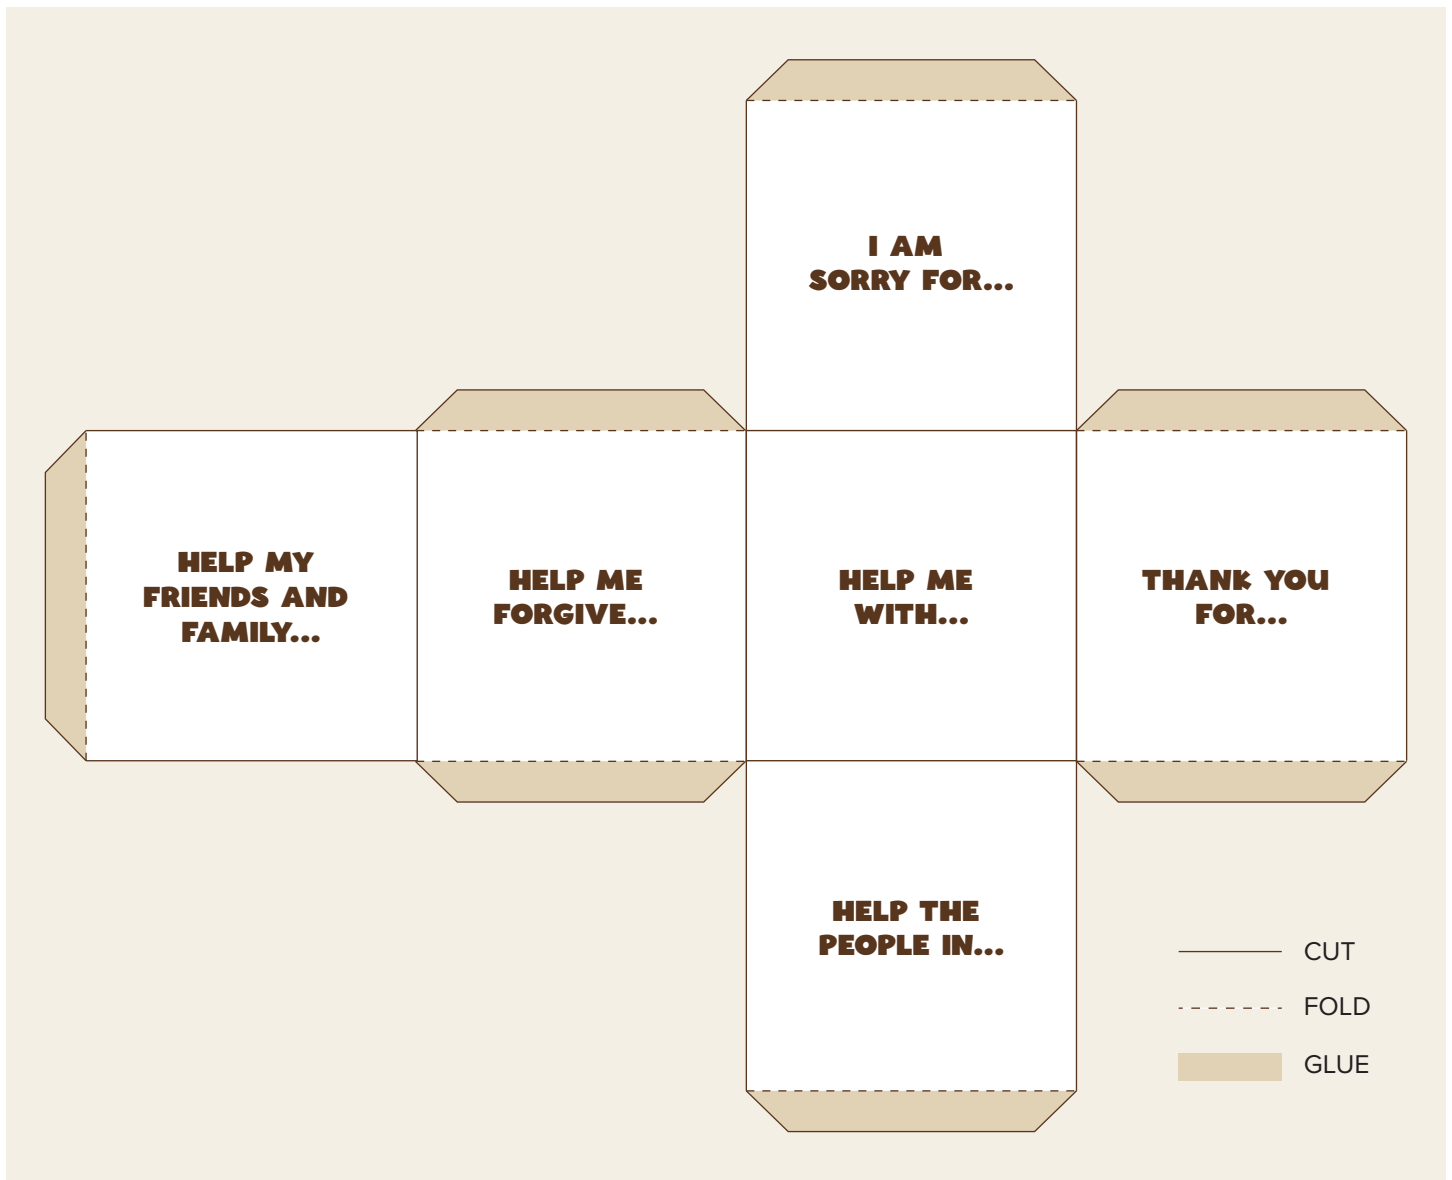 I AM
SORRY FOR...
HELP MY
FRIENDS AND
FAMILY...
HELP ME
FORGIVE...
HELP ME
WITH...
THANK YOU
FOR...
HELP THE
PEOPLE IN...
CUT
FOLD
GLUE